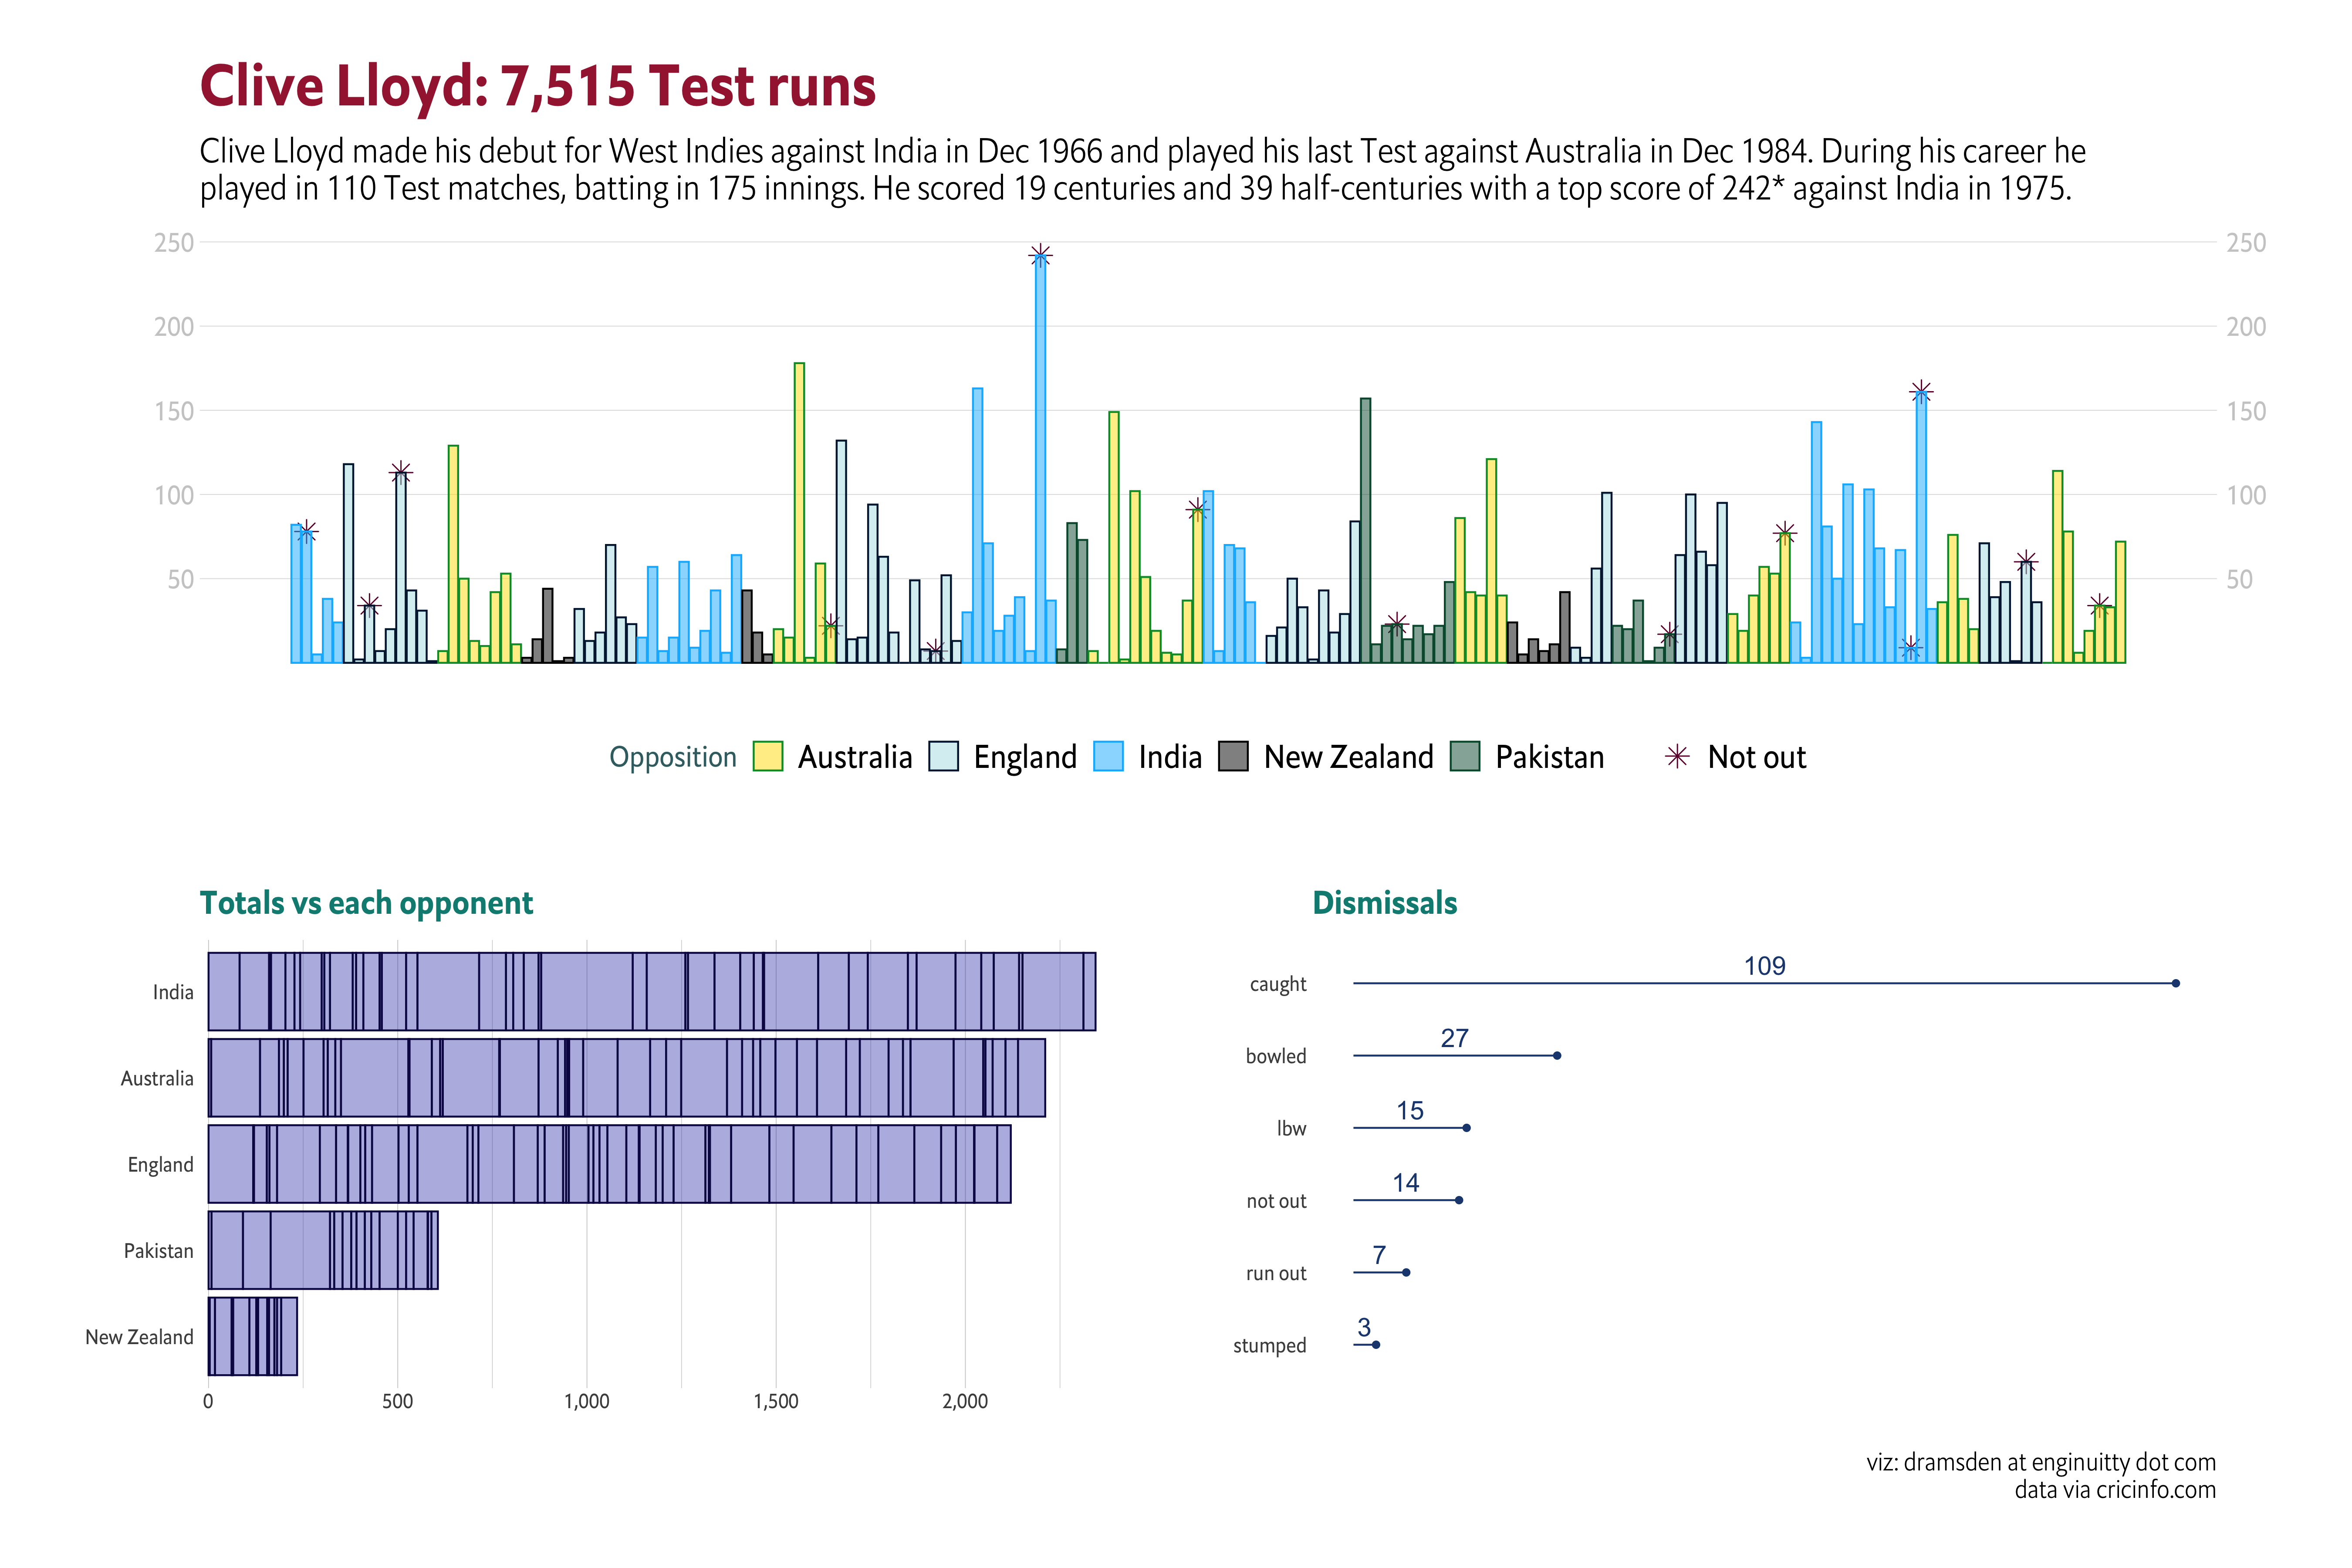 Clive Lloyd: 7,515 Test runs
Clive Lloyd made his debut for West Indies against India in Dec 1966 and played his last Test against Australia in Dec 1984. During his career he
played in 110 Test matches, batting in 175 innings. He scored 19 centuries and 39 half-centuries with a top score of 242* against India in 1975.
250 250
200 200
150 150
100 100
50 50
Opposition Australia England India New Zealand Pakistan Not out
Totals vs each opponent
India
Australia
England
Pakistan
New Zealand
0 500 1,000 1,500 2,000
Dismissals
caught 109
bowled 27
lbw 15
not out 14
run out 7
stumped 3
viz: dramsden at enginuitty dot com
data via cricinfo.com